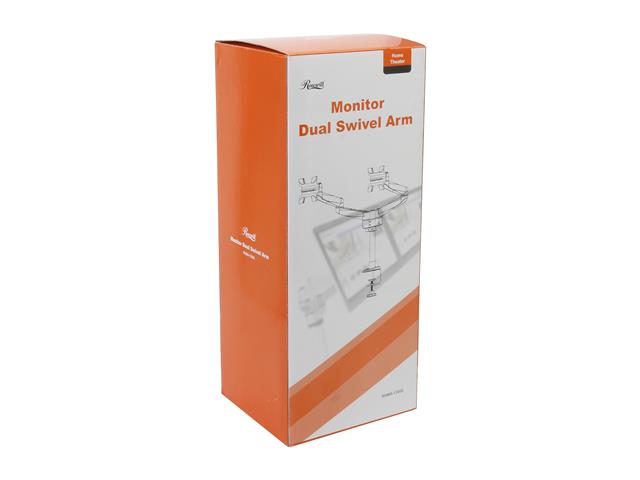 Home
Theater
Rosewill
Monitor
Dual Swivel Arm
Rosewill
Monitor Dual Swivel Arm